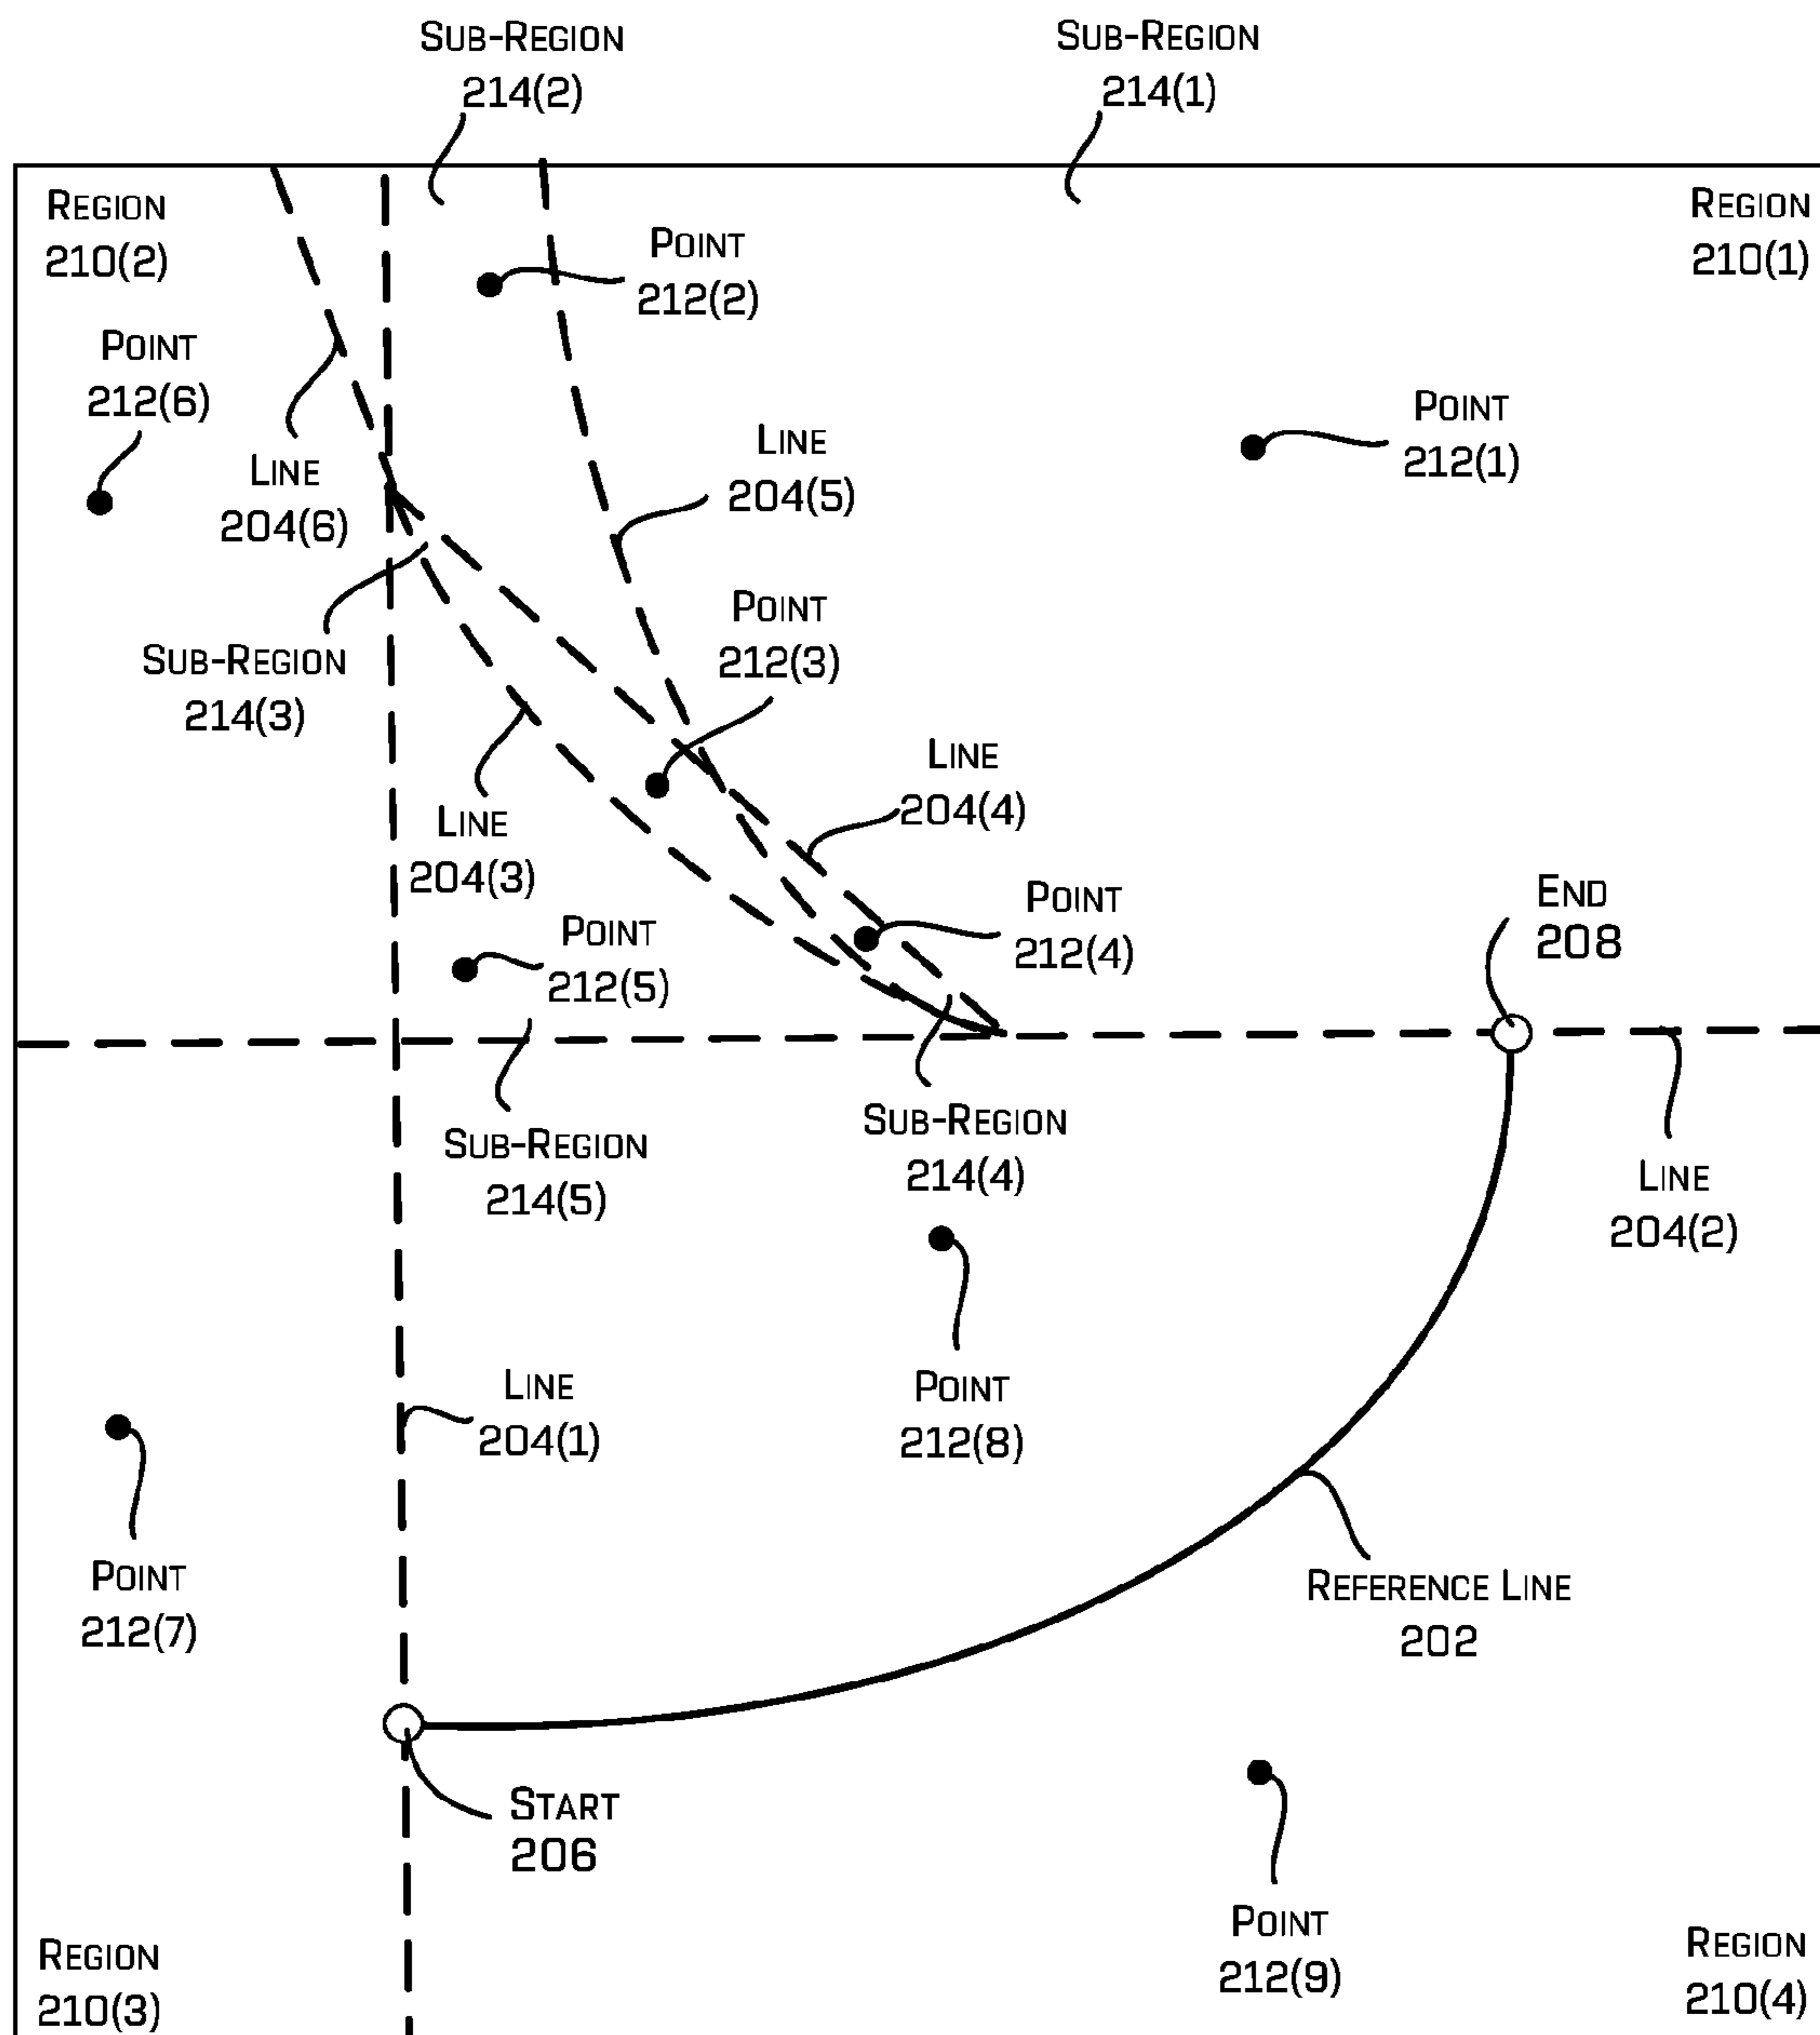 SUB-REGION
214(2)
SUB-REGION
214(1)
REGION
210(2)
REGION
210(1)
POINT
212(2)
POINT
212(6)
POINT
212(1)
LINE
204(5)
LINE
204(6)
POINT
212(3)
SUB-REGION
214(3)
LINE
204(4)
LINE
204(3)
POINT
212(4)
END
208
POINT
212(5)
SUB-REGION
214(4)
SUB-REGION
214(5)
LINE
204(2)
LINE
204(1)
POINT
212(8)
POINT
212(7)
REFERENCE LINE
202
START
206
POINT
212(9)
REGION
210(3)
REGION
210(4)